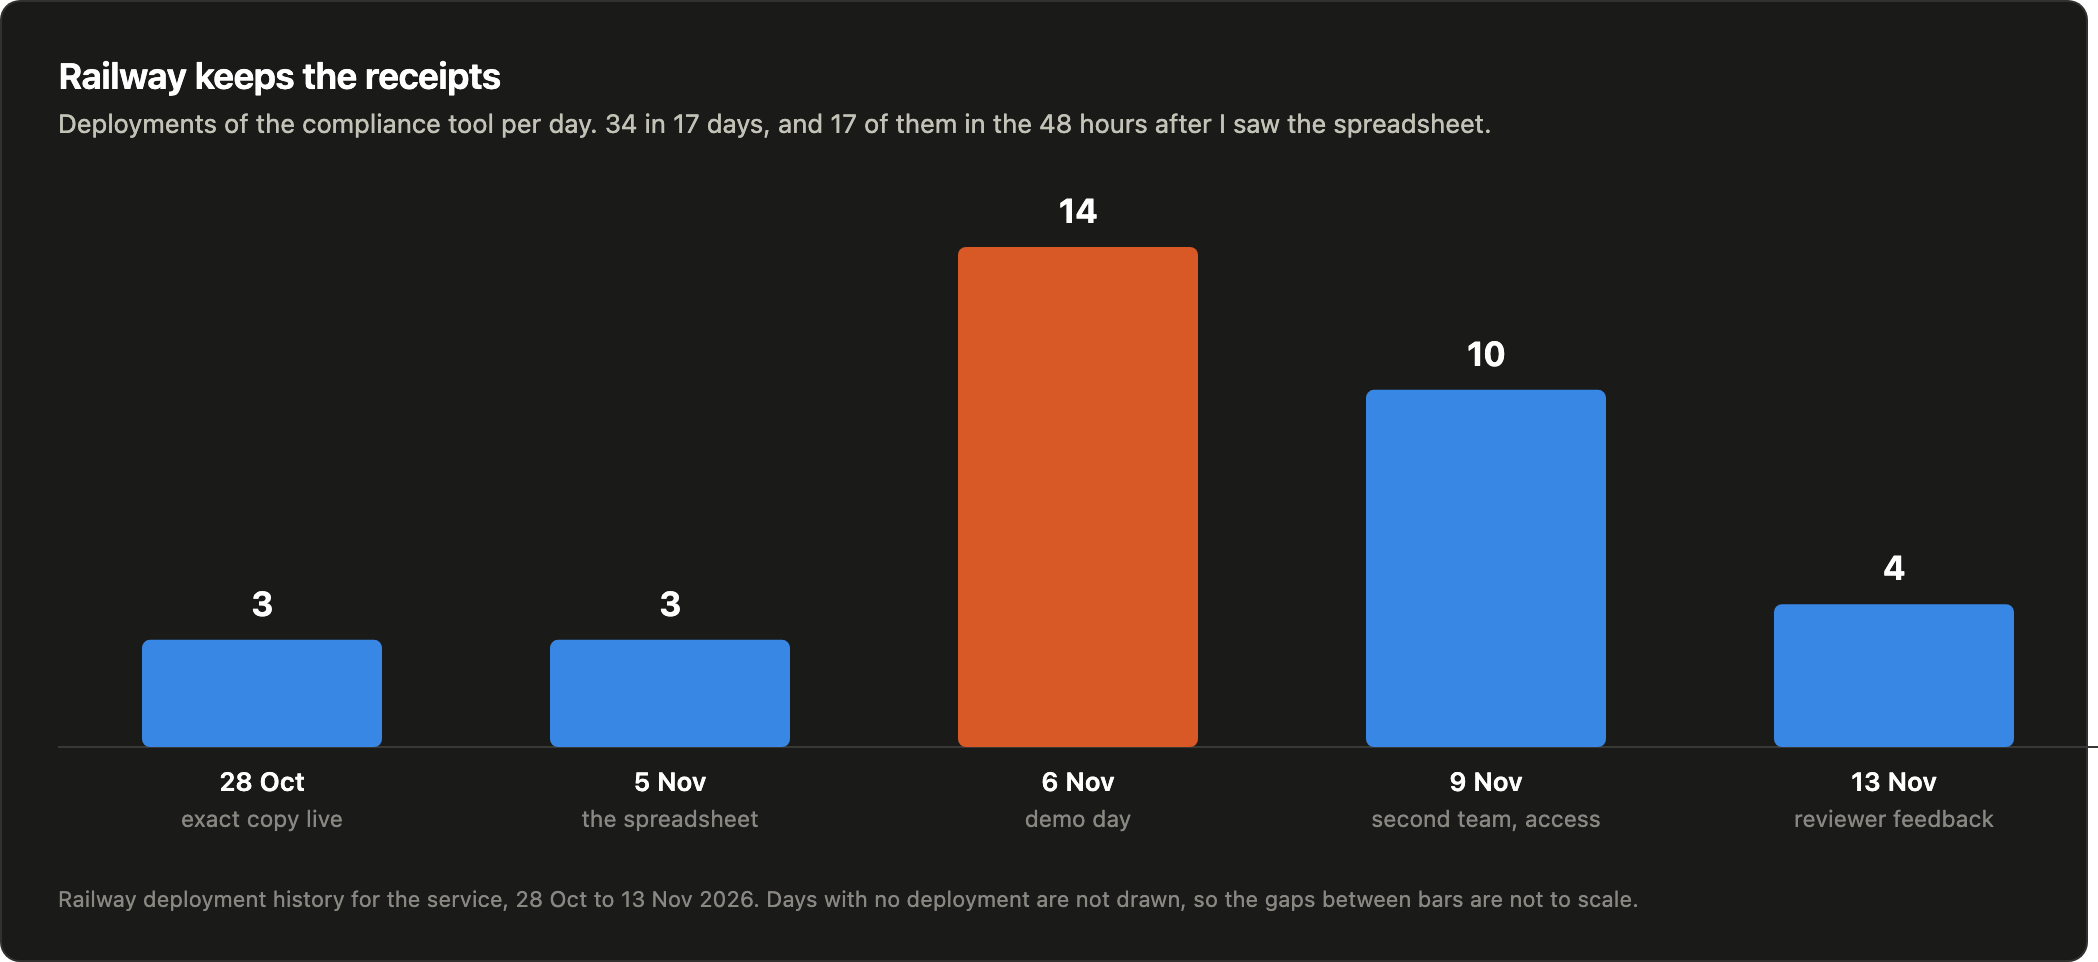 Railway keeps the receipts
Deployments of the compliance tool per day. 34 in 17 days, and 17 of them in the 48 hours after I saw the spreadsheet.
14
10
4
3
3
28 Oct
5 Nov
6 Nov
9 Nov
13 Nov
exact copy live
the spreadsheet
demo day
second team, access
reviewer feedback
Railway deployment history for the service, 28 Oct to 13 Nov 2026. Days with no deployment are not drawn, so the gaps between bars are not to scale.